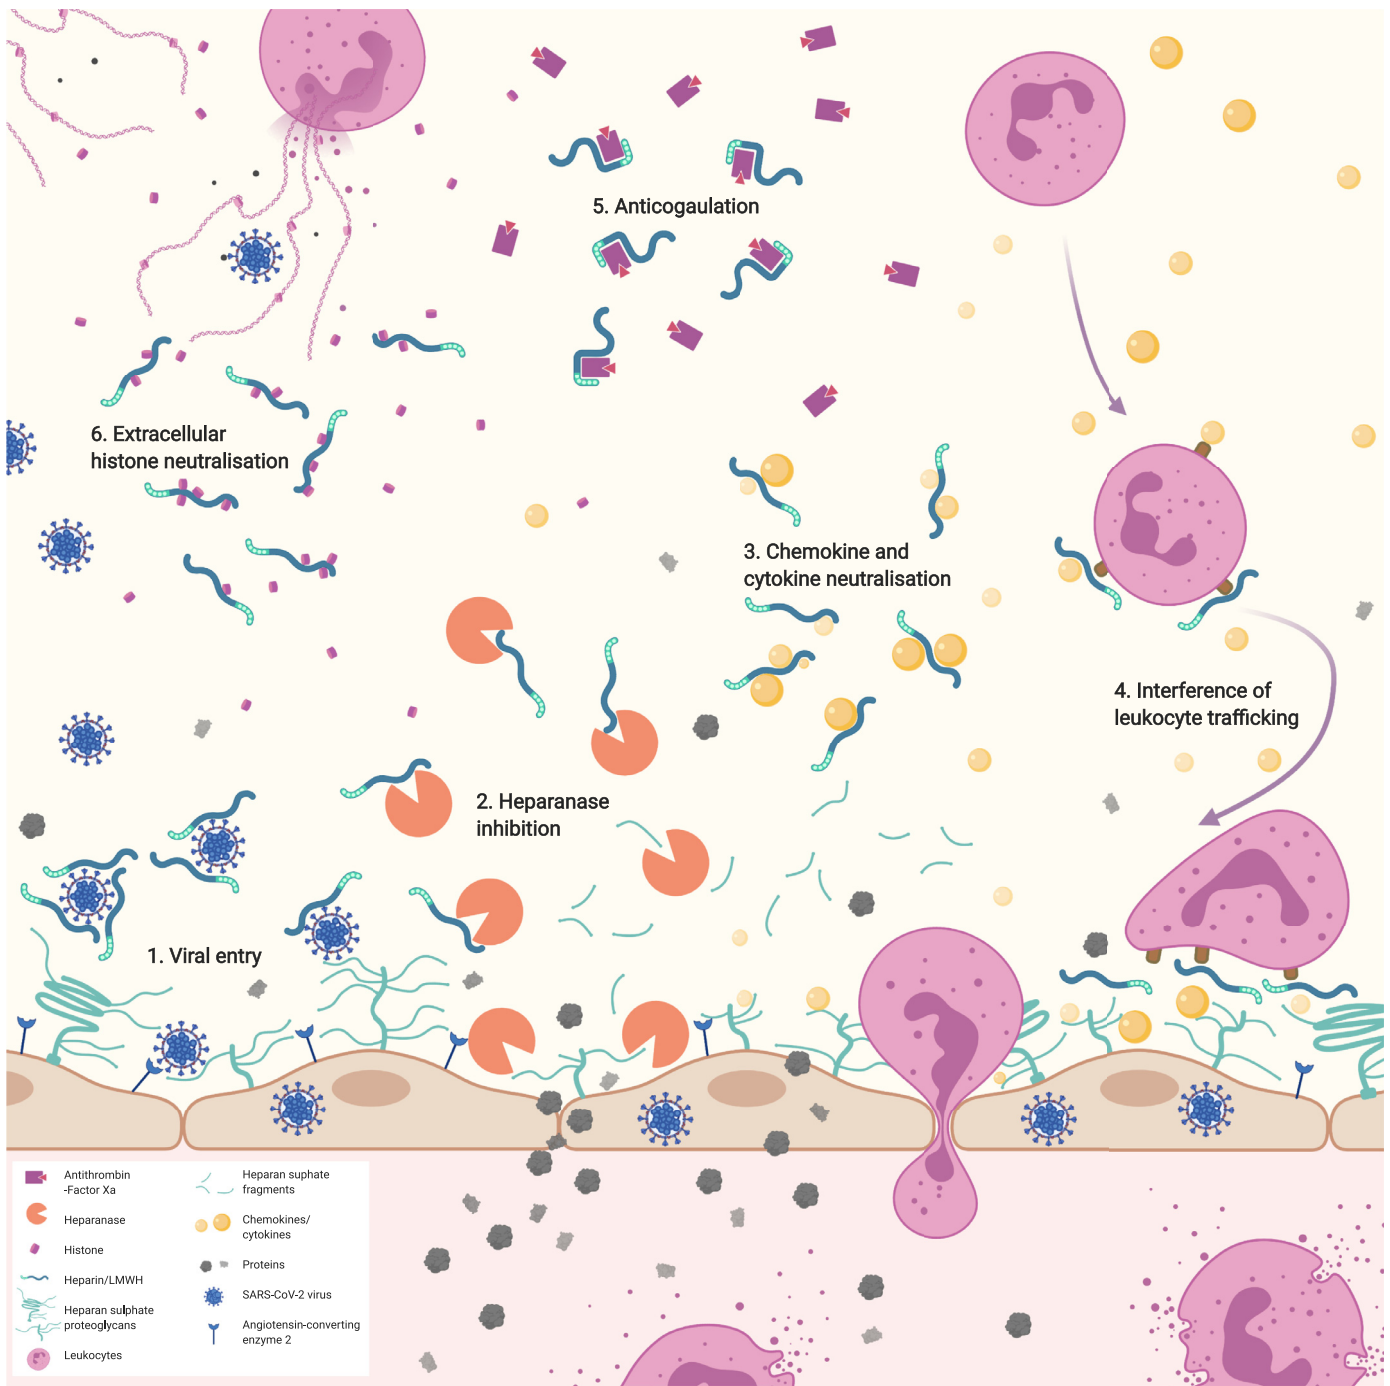 5. Anticogaulation
6. Extracellular
histone neutralisation
3. Chemokine and
cytokine neutralisation
4. Interference of
leukocyte trafficking
2. Heparanase
inhibition
1. Viral entry
Antithrombin
-Factor Xa
Heparanase
Histone
Heparin/LMWH
Heparan sulphate
proteoglycans
Leukocytes
Heparan suphate
fragments
Chemokines/
cytokines
Proteins
SARS-CoV-2 virus
Angiotensin-converting
enzyme 2